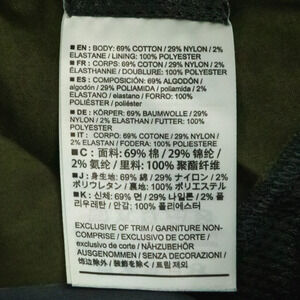 ■ EN: BODY: 69% COTTON / 29% NYLON / 2%
ELASTANE / LINING: 100% POLYESTER
■ FR : CORPS: 69% COTON / 29% NYLON / 2%
ÉLASTHANNE / DOUBLURE: 100% POLYESTER
■ ES: COMPOSICIÓN: 69% ALGODÓN /
algodón / 29% POLIAMIDA / poliamida / 2%
ELASTANO / elastano / FORRO: 100%
POLIÉSTER / poliéster
■ DE : KÖRPER: 69% BAUMWOLLE / 29%
NYLON / 2% ELASTHAN / FUTTER: 100%
POLYESTER
■ IT : CORPO: 69% COTONE / 29% NYLON /
2% ELASTAN / FODERA: 100% POLIESTERE
■ C : 面料: 69% 棉 / 29% 锦纶 /
2% 氨纶 / 里料: 100% 聚酯纤维
■ J : 身生地: 69% 綿 / 29% ナイロン / 2%
ポリウレタン / 裏地: 100% ポリエステル
■ K : 신체: 69% 면 / 29% 나일론 / 2% 폴
리우레탄 / 안감: 100% 폴리에스터
EXCLUSIVE OF TRIM / GARNITURE NON-
COMPRISE / EXCLUSIVO DE CORTE /
esclusivo di corte / NÄHZUBEHÖR
AUSGENOMMEN / SENZA DECORAZIONI /
饰边除外 / 装飾を除く / 트림 제외